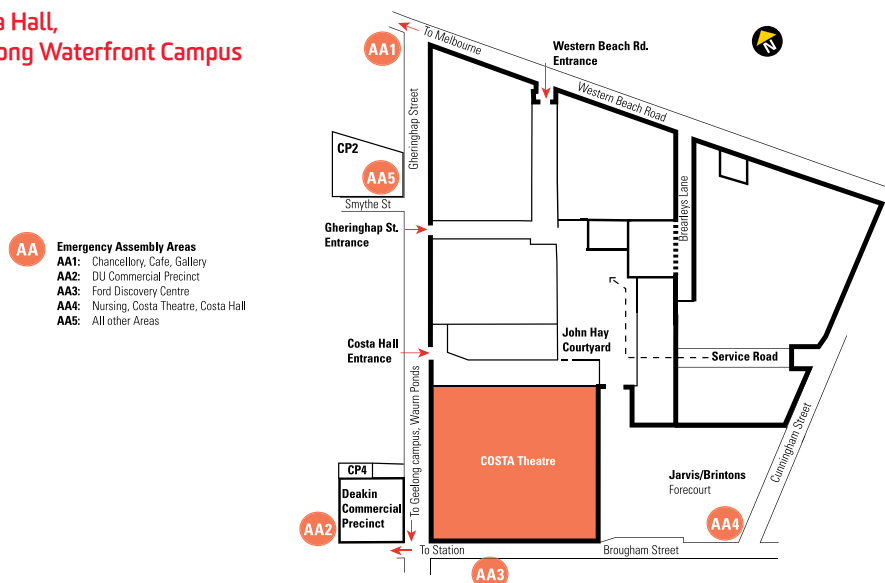 a Hall,
ong Waterfront Campus
AA1
To Melbourne
Western Beach Rd.
Entrance
N
Western Beach Road
Gheringhap Street
CP2
AA5
Smythe St
Brearleys Lane
Gheringhap St.
Entrance
AA
Emergency Assembly Areas
AA1: Chancellory, Cafe, Gallery
AA2: DU Commercial Precinct
AA3: Ford Discovery Centre
AA4: Nursing, Costa Theatre, Costa Hall
AA5: All other Areas
Costa Hall
Entrance
John Hay
Courtyard
Service Road
To Geelong campus, Waurn Ponds
Cunningham Street
COSTA Theatre
CP4
Deakin
Commercial
Precinct
Jarvis/Brintons
Forecourt
AA2
AA4
To Station
Brougham Street
AA3